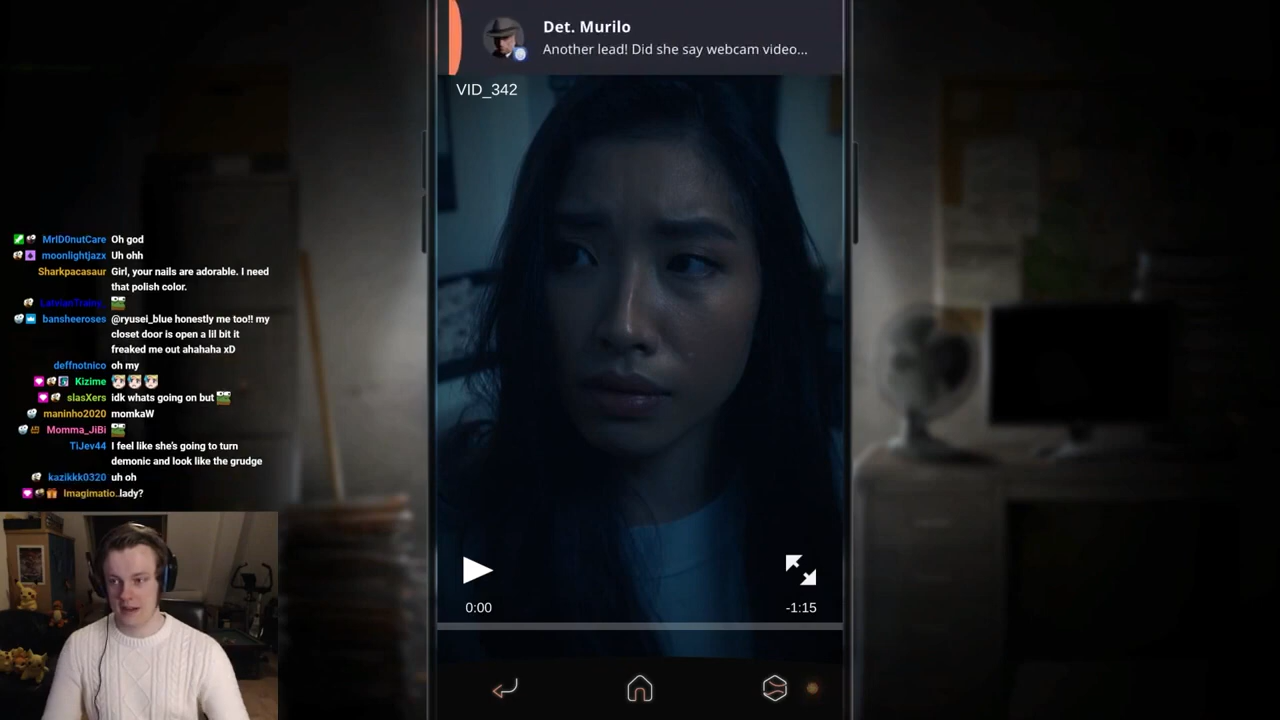 Det. Murilo
Another lead! Did she say webcam video...
VID_342
MrID0nutCare Oh god
moonlightjazx Uh ohh
Sharkpacasaur Girl, your nails are adorable. I need
that polish color.
bansheeroses @ryusei_blue honestly me too!! my
closet door is open a lil bit it
freaked me out ahahaha xD
deffnotnico oh my
Kizime
slasXers idk whats going on but
maninho2020 momkaW
Momma_JiBi
TiJev44 I feel like she's going to turn
demonic and look like the grudge
kazikkk0320 uh oh
Imaginatio..lady?
0:00
-1:15